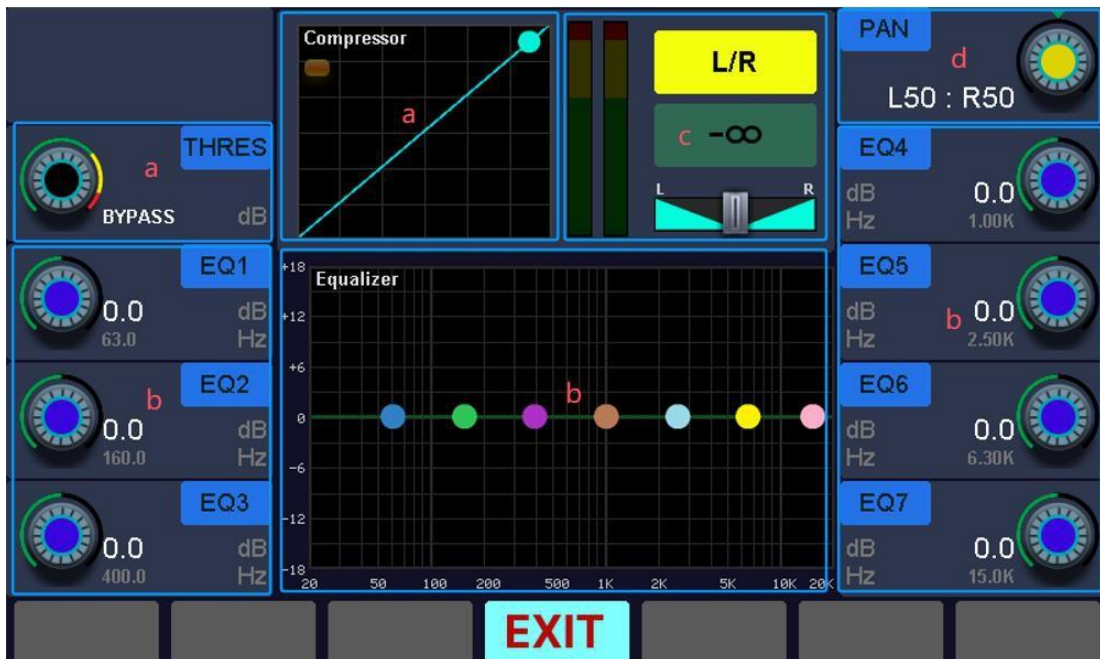 Compressor
a
L/R
c -∞
L R
PAN
d
L50 : R50
THRES
a
BYPASS dB
EQ1
0.0 dB
63.0 Hz
EQ2
b
0.0 dB
160.0 Hz
EQ3
0.0 dB
400.0 Hz
Equalizer
+18
+12
+6
0
-6
-12
-18
b
20 50 100 200 500 1K 2K 5K 10K 20K
EQ4
dB 0.0
Hz 1.00K
EQ5
dB 0.0
b
Hz 2.50K
EQ6
dB 0.0
Hz 6.30K
EQ7
dB 0.0
Hz 15.0K
EXIT